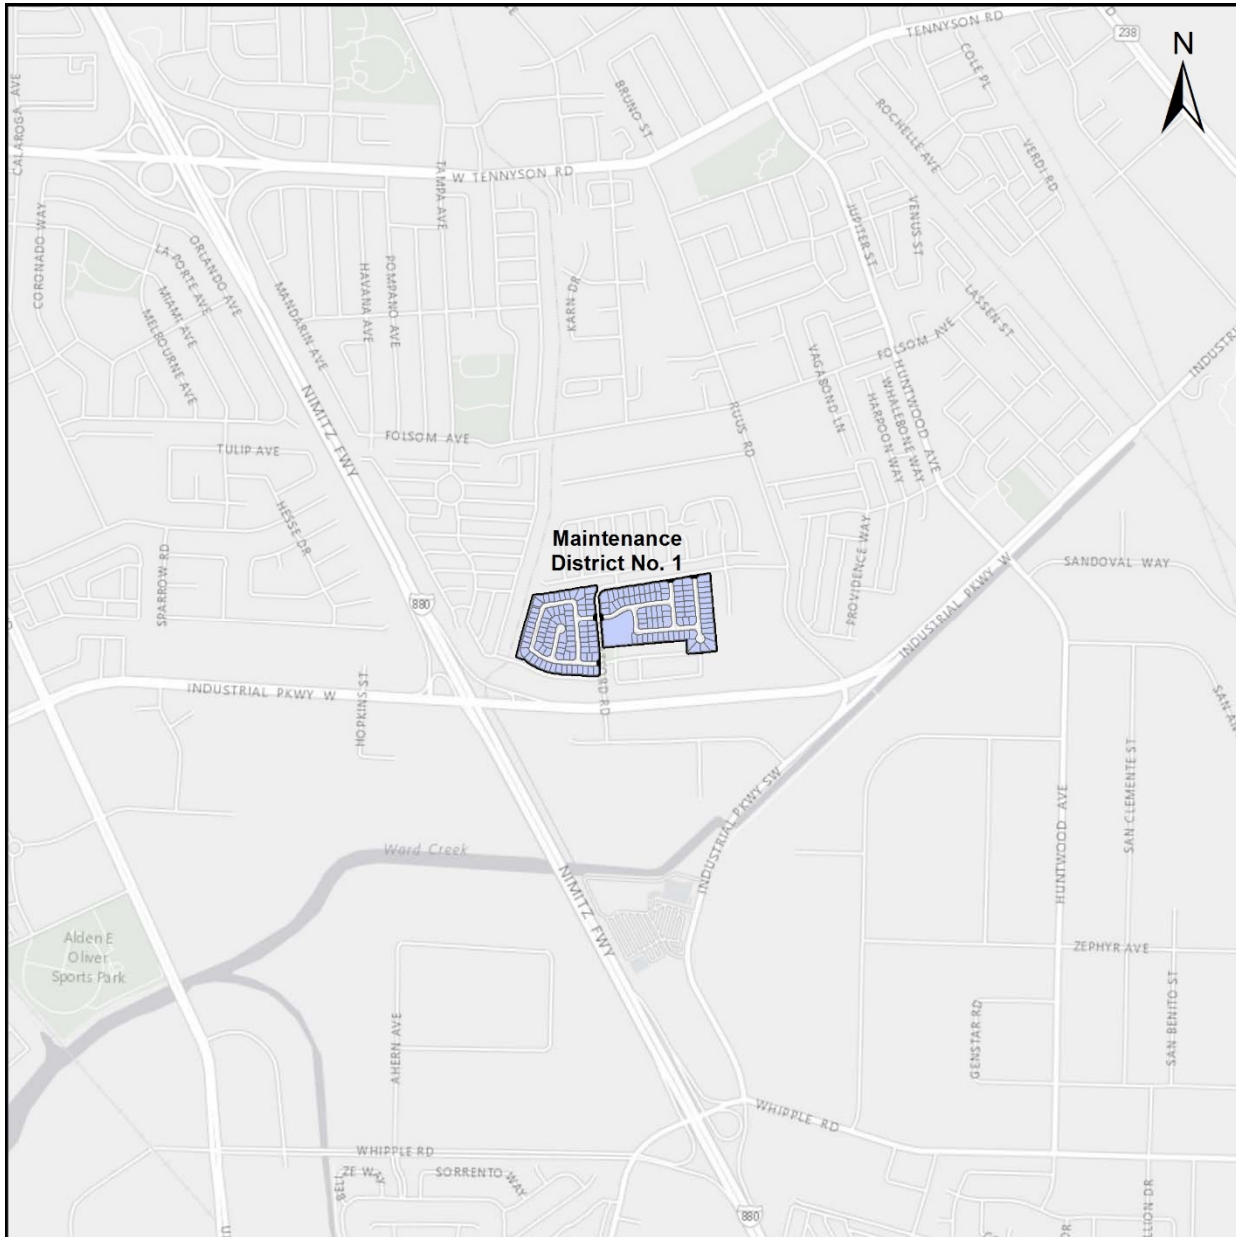 TENNYSON RD
238
N
CALAROGA AVE
BRUNO ST
COLE PL
ROCHELLE AVE
VERDI RD
W TENNYSON RD
TAMPA AVE
CORONADO WAY
LA PORTE AVE
ORLANDO AVE
MIAMI AVE
MELBOURNE AVE
MANDARIN AVE
HAVANA AVE
POMPANO AVE
KARN DR
JUPITER ST
VENUS ST
LASSEN ST
FOLSOM AVE
VAGABOND LN
HUNTWOOD AVE
WHALEBONE WAY
HARPOON WAY
NIMITZ FWY
RUUS RD
FOLSOM AVE
TULIP AVE
HESSE DR
SPARROW RD
Maintenance
District No. 1
PROVIDENCE WAY
SANDOVAL WAY
880
INDUSTRIAL PKWY W
INDUSTRIAL PKWY W
HOPKINS ST
INDUSTRIAL PKWY SW
HUNTWOOD AVE
SAN CLEMENTE ST
Ward Creek
NIMITZ FWY
Alden E
Oliver
Sports Park
ZEPHYR AVE
SAN BENITO ST
GENSTAR RD
AHERN AVE
WHIPPLE RD
WHIPPLE RD
ZE WAY
SORRENTO WAY
880